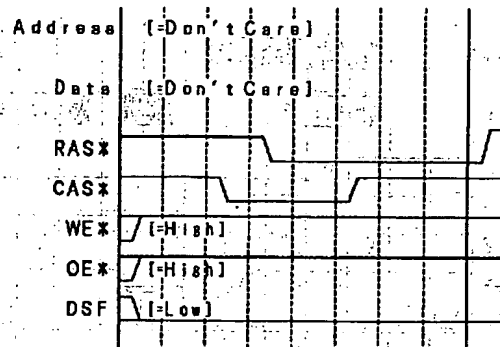 Address [=Don't Care]
Data [=Don't Care]
RAS*
CAS*
WE* [=High]
OE* [=High]
DSF [=Low]